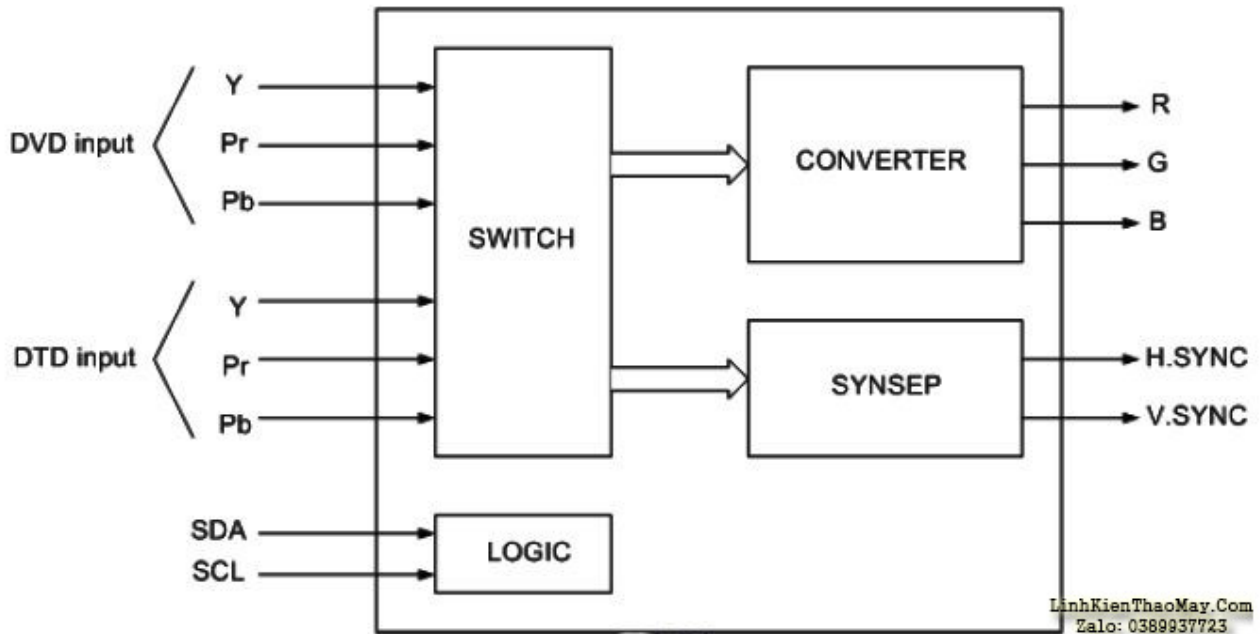 DVD input
Y
Pr
Pb
DTD input
Y
Pr
Pb
SDA
SCL
SWITCH
LOGIC
CONVERTER
SYNSEP
R
G
B
H.SYNC
V.SYNC
LinhKienThaoMay.Com
Zalo: 0389937723